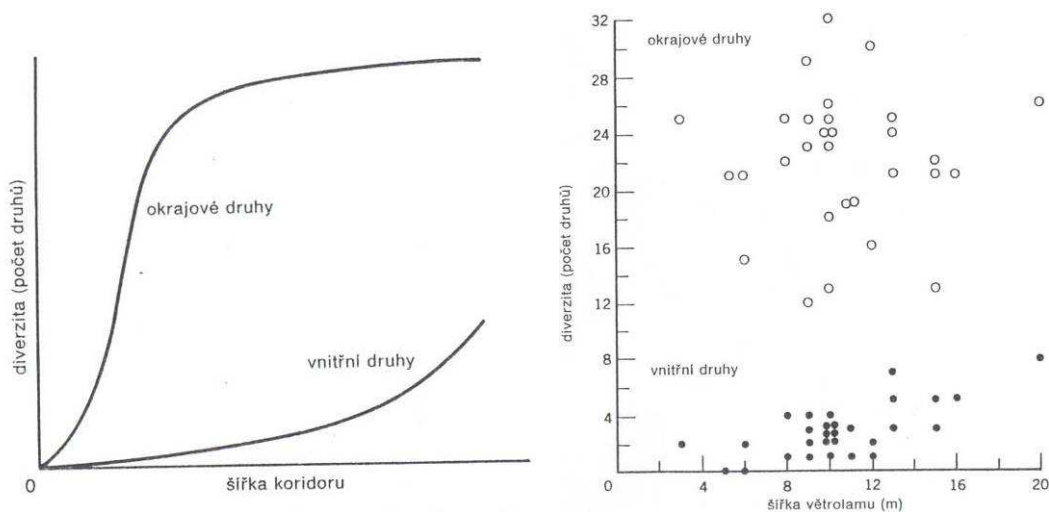 diverzita (počet druhů)
okrajové druhy
vnitřní druhy
0
šířka koridoru
diverzita (počet druhů)
32
28
24
20
16
12
8
4
0
okrajové druhy
vnitřní druhy
4
8
12
16
20
šířka větrolamu (m)